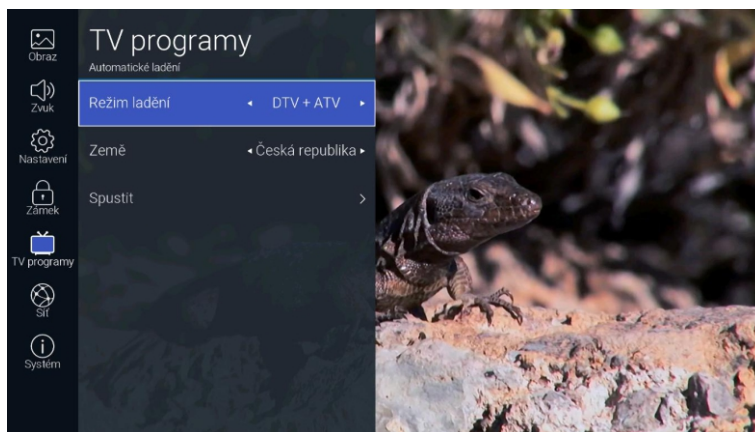 Obraz
Zvuk
Nastavení
Zámek
TV programy
Síť
Systém
TV programy
Automatické ladění
Režim ladění DTV + ATV
Země Česká republika
Spustit